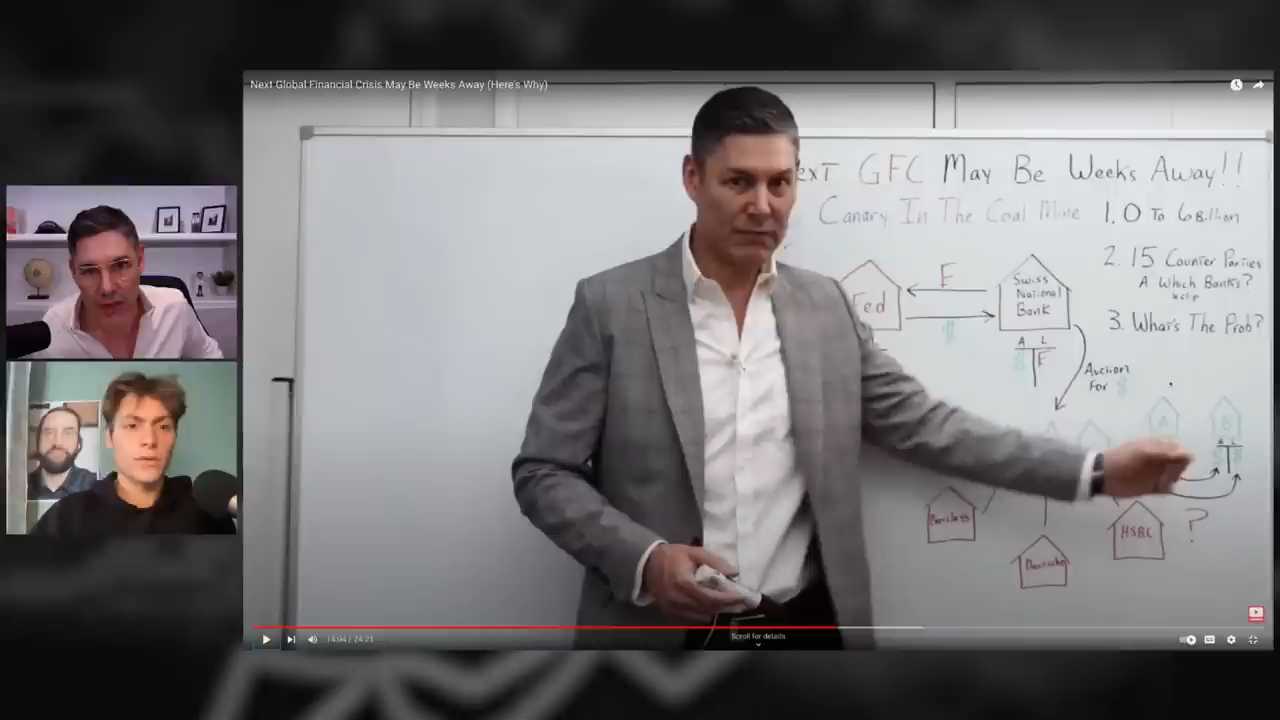 Next Global Financial Crisis May Be Weeks Away (Here's Why)
ext GFC May Be Weeks Away!!
Canary In The Coal Mine
1. 0 To 6 Billion
2. 15 Counter Parties
A Which Banks?
3. What's The Prob?
Fed
F
$
Swiss
National
Bank
A L
$ F
Auction
For $
A
B
A L
Barclays
HSBC
?
Deutsche
14:04 / 24:21
Scroll for details